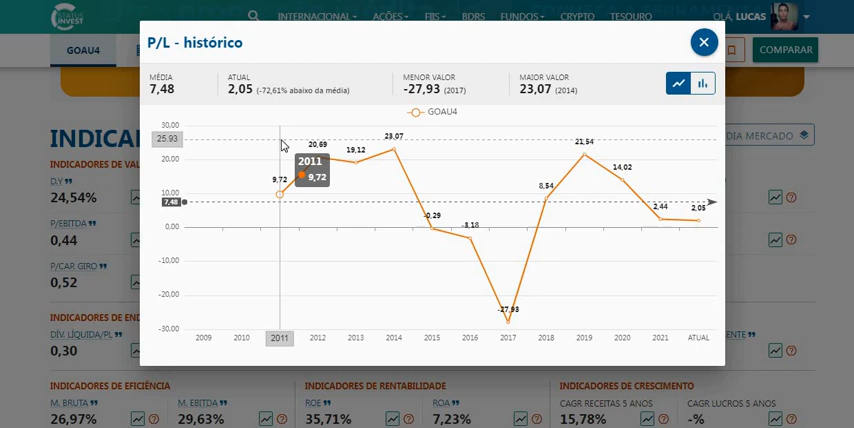 STATUS
INVEST
INTERNACIONAL AÇÕES FIIS BDRS FUNDOS CRYPTO TESOURO OLÁ, LUCAS
GOAU4
COMPARAR
P/L - histórico
MÉDIA
7,48
ATUAL
2,05 (-72,61% abaixo da média)
MENOR VALOR
-27,93 (2017)
MAIOR VALOR
23,07 (2014)
GOAU4
30,00
25.93
20,00
10,00
7,48
0,00
-10,00
-20,00
-30,00
9,72
20,69
19,12
23,07
-0,29
-3,18
-27,93
8,54
21,54
14,02
2,44
2,05
2011
9,72
2009 2010 2011 2012 2013 2014 2015 2016 2017 2018 2019 2020 2021 ATUAL
INDICA
DIA MERCADO
INDICADORES DE VAL
D.Y
24,54%
P/EBITDA
0,44
P/CAP. GIRO
0,52
INDICADORES DE EN
DÍV. LÍQUIDA/PL
0,30
ENTE
INDICADORES DE EFICIÊNCIA
M. BRUTA M. EBITDA
26,97% 29,63%
INDICADORES DE RENTABILIDADE
ROE ROA
35,71% 7,23%
INDICADORES DE CRESCIMENTO
CAGR RECEITAS 5 ANOS CAGR LUCROS 5 ANOS
15,78% -%